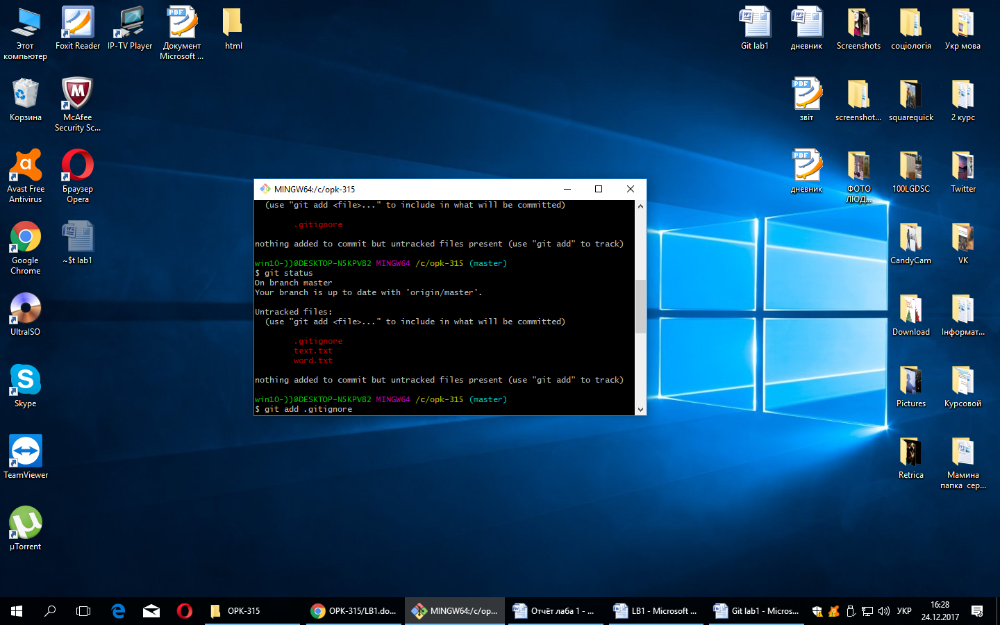 Этот
компьютер
Foxit Reader
IP-TV Player
PDF
Документ
Microsoft ...
html
Git lab1
дневник
Screenshots
соціологія
Укр мова
Корзина
McAfee
Security Sc...
PDF
звіт
screenshot...
squarequick
2 курс
Avast Free
Antivirus
Браузер
Opera
PDF
дневник
ФОТО
ЛЮД...
100LGDSC
Twitter
Google
Chrome
~$t lab1
CandyCam
VK
UltraISO
Download
Інформат...
Skype
Pictures
Курсовой
TeamViewer
Retrica
Мамина
папка сер...
µTorrent
MINGW64:/c/opk-315
(use "git add <file>..." to include in what will be committed)
.gitignore
nothing added to commit but untracked files present (use "git add" to track)
win10-))@DESKTOP-N5KPVB2 MINGW64 /c/opk-315 (master)
$ git status
On branch master
Your branch is up to date with 'origin/master'.
Untracked files:
(use "git add <file>..." to include in what will be committed)
.gitignore
text.txt
word.txt
nothing added to commit but untracked files present (use "git add" to track)
win10-))@DESKTOP-N5KPVB2 MINGW64 /c/opk-315 (master)
$ git add .gitignore
OPK-315
OPK-315/LB1.do...
MINGW64:/c/op...
Отчёт лаба 1 - ...
LB1 - Microsoft ...
Git lab1 - Micros...
УКР
16:28
24.12.2017